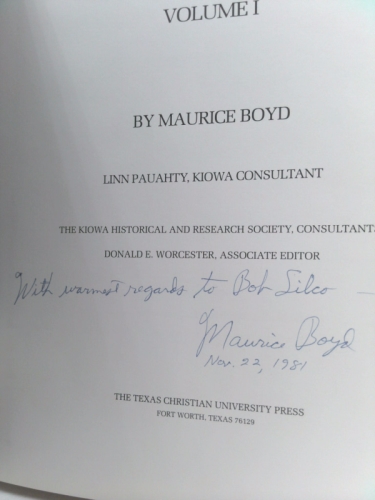 VOLUME I
BY MAURICE BOYD
LINN PAUAHTY, KIOWA CONSULTANT
THE KIOWA HISTORICAL AND RESEARCH SOCIETY, CONSULTANT
DONALD E. WORCESTER, ASSOCIATE EDITOR
With warmest regards to Bob Silco —
Maurice Boyd
Nov. 22, 1981
THE TEXAS CHRISTIAN UNIVERSITY PRESS
FORT WORTH, TEXAS 76129